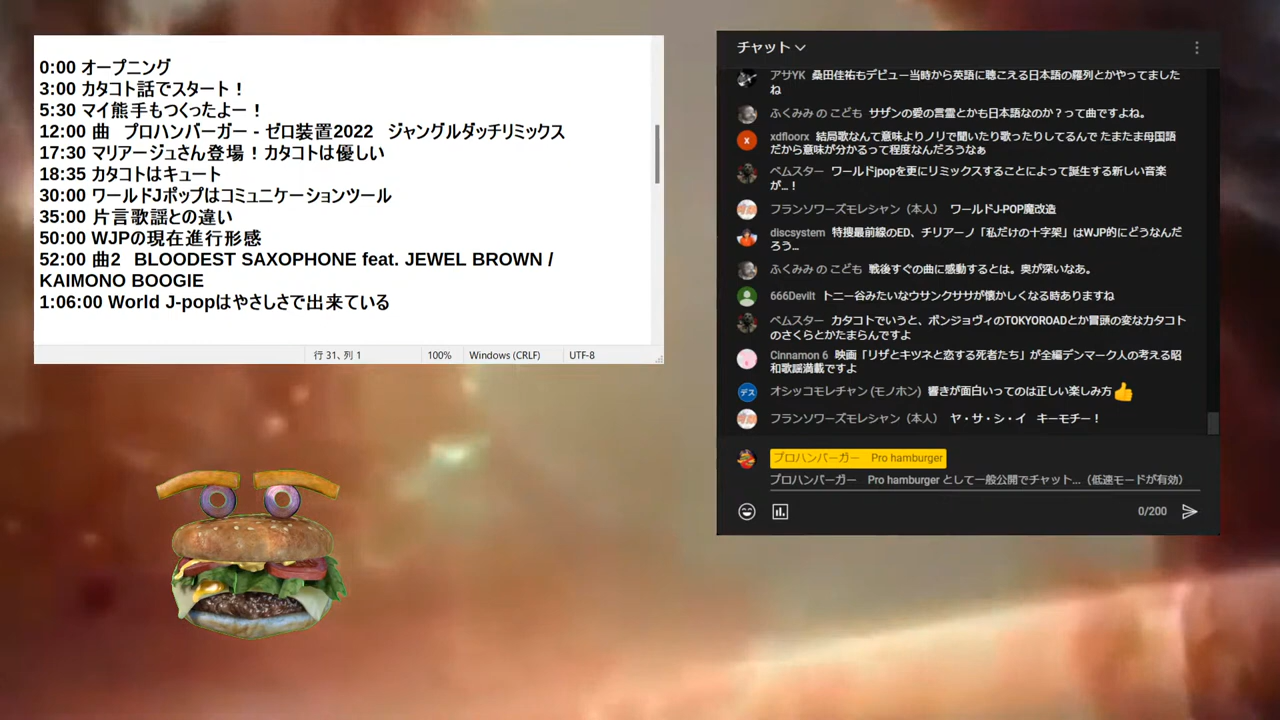 0:00 オープニング
3:00 カタコト話でスタート！
5:30 マイ熊手もつくったよー！
12:00 曲　プロハンバーガー - ゼロ装置2022　ジャングルダッチリミックス
17:30 マリアージュさん登場！カタコトは優しい
18:35 カタコトはキュート
30:00 ワールドJポップはコミュニケーションツール
35:00 片言歌謡との違い
50:00 WJPの現在進行形感
52:00 曲2　BLOODEST SAXOPHONE feat. JEWEL BROWN /
KAIMONO BOOGIE
1:06:00 World J-popはやさしさで出来ている
行 31、列 1　100%　Windows (CRLF)　UTF-8
チャット
アサYK 桑田佳祐もデビュー当時から英語に聴こえる日本語の羅列とかやってました
ね
ふくみみ の こども サザンの愛の言霊とかも日本語なのか？って曲ですよね。
X
xdfloorx 結局歌なんて意味よりノリで聞いたり歌ったりしてるんで たまたま母国語
だから意味が分かるって程度なんだろうなぁ
ベムスター ワールドjpopを更にリミックスすることによって誕生する新しい音楽
が…！
フランソワーズモレシャン（本人） ワールドJ-POP魔改造
discsystem 特捜最前線のED、チリアーノ「私だけの十字架」はWJP的にどうなんだ
ろう…
ふくみみ の こども 戦後すぐの曲に感動するとは。奥が深いなあ。
666Devilt トニー谷みたいなウサンクササが懐かしくなる時ありますね
ベムスター カタコトでいうと、ボンジョヴィのTOKYOROADとか冒頭の変なカタコト
のさくらとかたまらんですよ
Cinnamon 6 映画「リザとキツネと恋する死者たち」が全編デンマーク人の考える昭
和歌謡満載ですよ
デス
オシッコモレチャン (モノホン) 響きが面白いってのは正しい楽しみ方👍
フランソワーズモレシャン（本人） ヤ・サ・シ・イ　キーモチー！
プロハンバーガー　Pro hamburger
プロハンバーガー　Pro hamburger として一般公開でチャット...（低速モードが有効）
0/200